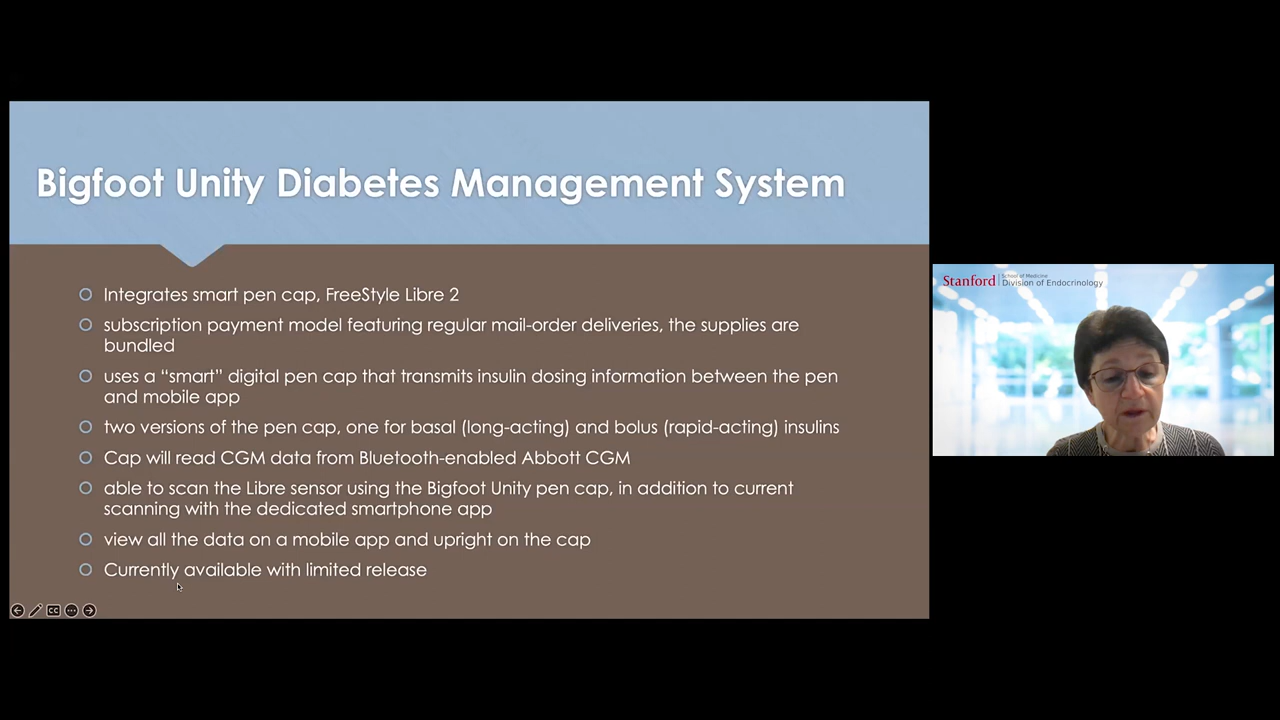 Bigfoot Unity Diabetes Management System
Integrates smart pen cap, FreeStyle Libre 2
subscription payment model featuring regular mail-order deliveries, the supplies are
bundled
uses a “smart” digital pen cap that transmits insulin dosing information between the pen
and mobile app
two versions of the pen cap, one for basal (long-acting) and bolus (rapid-acting) insulins
Cap will read CGM data from Bluetooth-enabled Abbott CGM
able to scan the Libre sensor using the Bigfoot Unity pen cap, in addition to current
scanning with the dedicated smartphone app
view all the data on a mobile app and upright on the cap
Currently available with limited release
CC
Stanford
School of Medicine
Division of Endocrinology